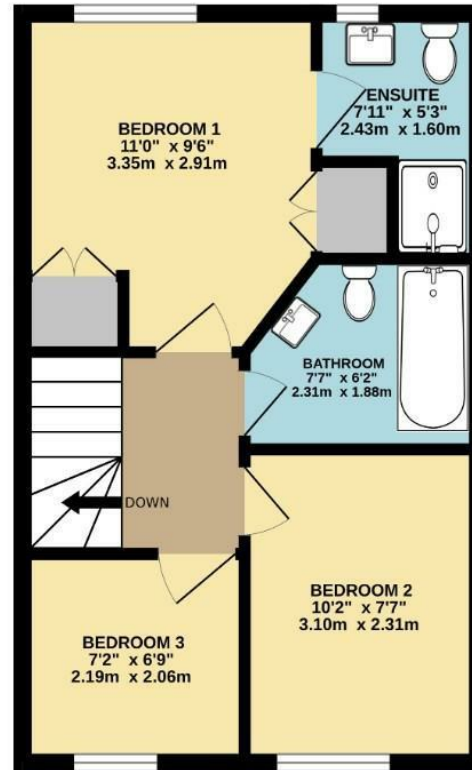 ENSUITE
7'11" x 5'3"
2.43m x 1.60m
BEDROOM 1
11'0" x 9'6"
3.35m x 2.91m
BATHROOM
7'7" x 6'2"
2.31m x 1.88m
DOWN
BEDROOM 2
10'2" x 7'7"
3.10m x 2.31m
BEDROOM 3
7'2" x 6'9"
2.19m x 2.06m